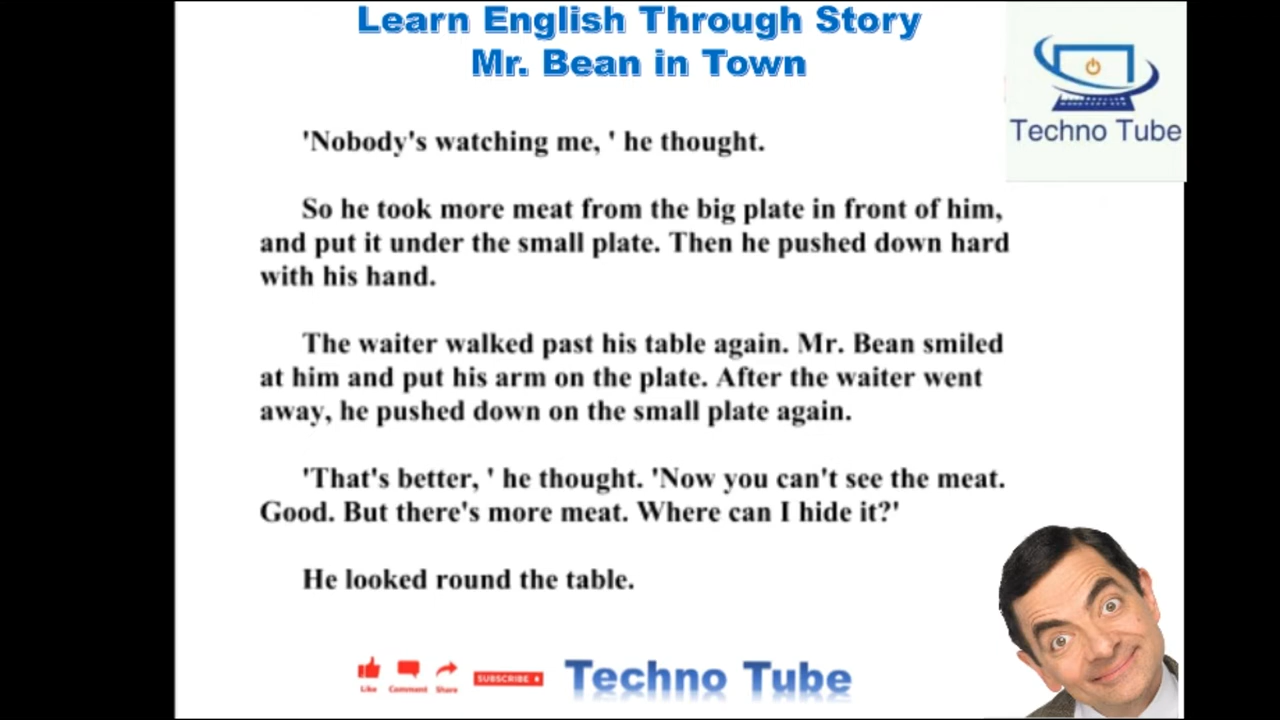 Learn English Through Story
Mr. Bean in Town
Techno Tube
'Nobody's watching me, ' he thought.
So he took more meat from the big plate in front of him,
and put it under the small plate. Then he pushed down hard
with his hand.
The waiter walked past his table again. Mr. Bean smiled
at him and put his arm on the plate. After the waiter went
away, he pushed down on the small plate again.
'That's better, ' he thought. 'Now you can't see the meat.
Good. But there's more meat. Where can I hide it?'
He looked round the table.
Like Comment Share SUBSCRIBE Techno Tube